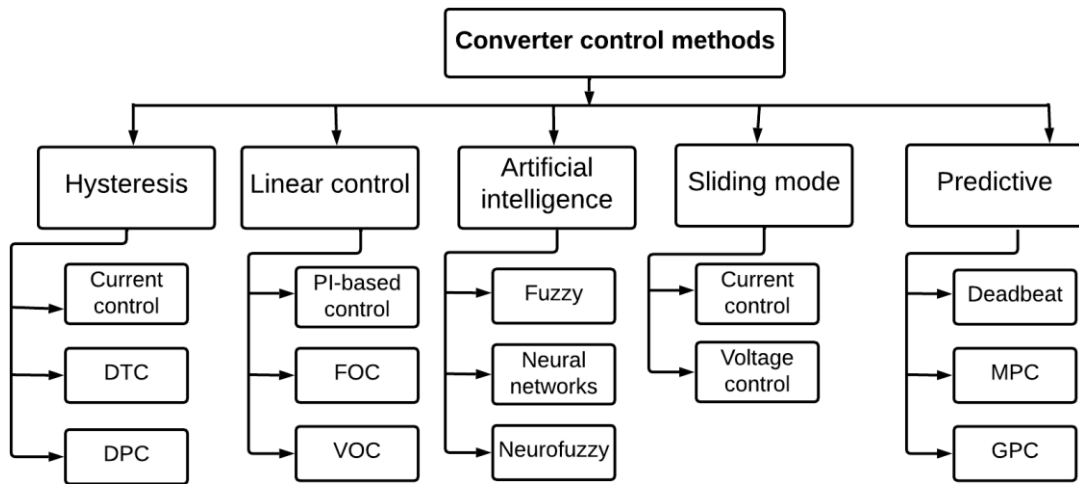 Converter control methods
Hysteresis
Linear control
Artificial
intelligence
Sliding mode
Predictive
Current
control
DTC
DPC
PI-based
control
FOC
VOC
Fuzzy
Neural
networks
Neurofuzzy
Current
control
Voltage
control
Deadbeat
MPC
GPC